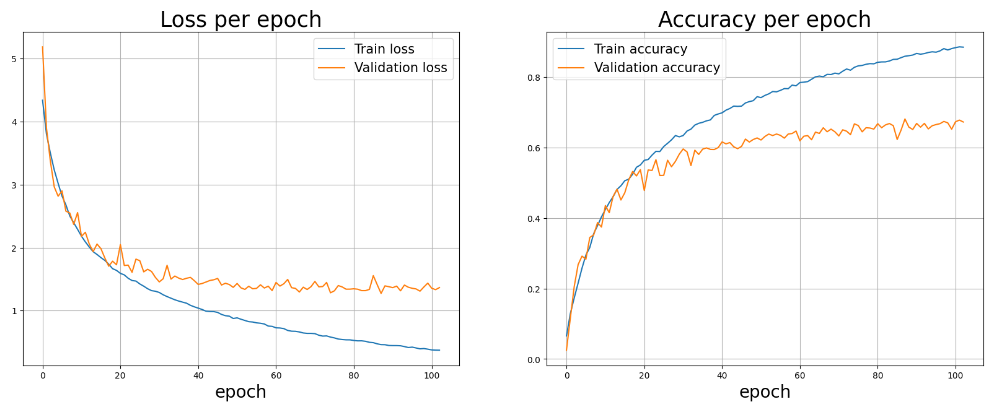 Loss per epoch
Train loss
Validation loss
5
4
3
2
1
0 20 40 60 80 100
epoch
Accuracy per epoch
Train accuracy
Validation accuracy
0.8
0.6
0.4
0.2
0.0
0 20 40 60 80 100
epoch